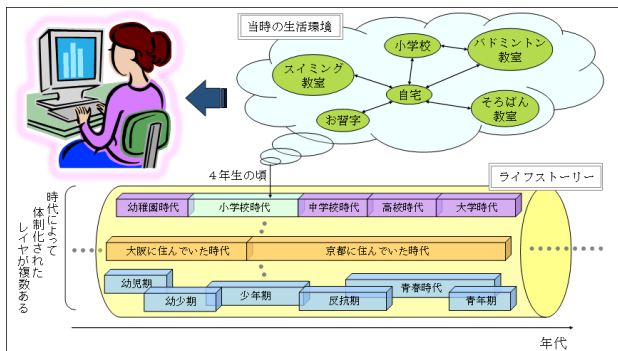 当時の生活環境
小学校
バドミントン
教室
スイミング
教室
自宅
そろばん
教室
お習字
4年生の頃
ライフストーリー
時代によって
体制化された
レイヤが複数ある
幼稚園時代
小学校時代
中学校時代
高校時代
大学時代
大阪に住んでいた時代
京都に住んでいた時代
幼児期
幼少期
少年期
反抗期
青春時代
青年期
年代